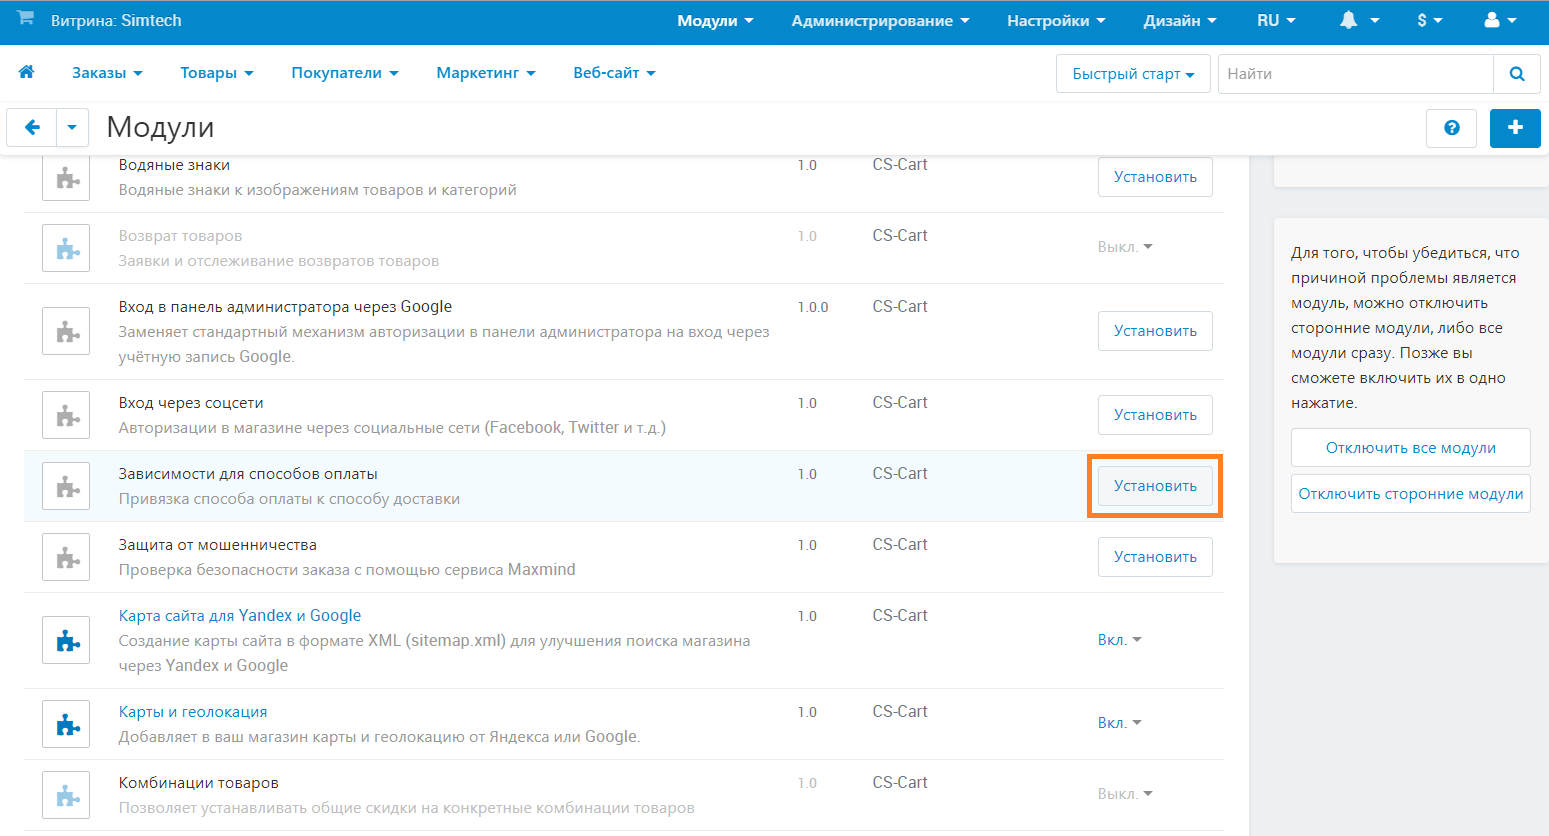 Витрина: Simtech
Модули
Администрирование
Настройки
Дизайн
RU
$
Заказы
Товары
Покупатели
Маркетинг
Веб-сайт
Быстрый старт
Найти
Модули
Водяные знаки 1.0 CS-Cart
Водяные знаки к изображениям товаров и категорий
Установить
Возврат товаров 1.0 CS-Cart
Заявки и отслеживание возвратов товаров
Выкл.
Вход в панель администратора через Google 1.0.0 CS-Cart
Заменяет стандартный механизм авторизации в панели администратора на вход через
учётную запись Google.
Установить
Вход через соцсети 1.0 CS-Cart
Авторизации в магазине через социальные сети (Facebook, Twitter и т.д.)
Установить
Зависимости для способов оплаты 1.0 CS-Cart
Привязка способа оплаты к способу доставки
Установить
Защита от мошенничества 1.0 CS-Cart
Проверка безопасности заказа с помощью сервиса Maxmind
Установить
Карта сайта для Yandex и Google 1.0 CS-Cart
Создание карты сайта в формате XML (sitemap.xml) для улучшения поиска магазина
через Yandex и Google
Вкл.
Карты и геолокация 1.0 CS-Cart
Добавляет в ваш магазин карты и геолокацию от Яндекса или Google.
Вкл.
Комбинации товаров 1.0 CS-Cart
Позволяет устанавливать общие скидки на конкретные комбинации товаров
Выкл.
Для того, чтобы убедиться, что
причиной проблемы является
модуль, можно отключить
сторонние модули, либо все
модули сразу. Позже вы
сможете включить их в одно
нажатие.
Отключить все модули
Отключить сторонние модули